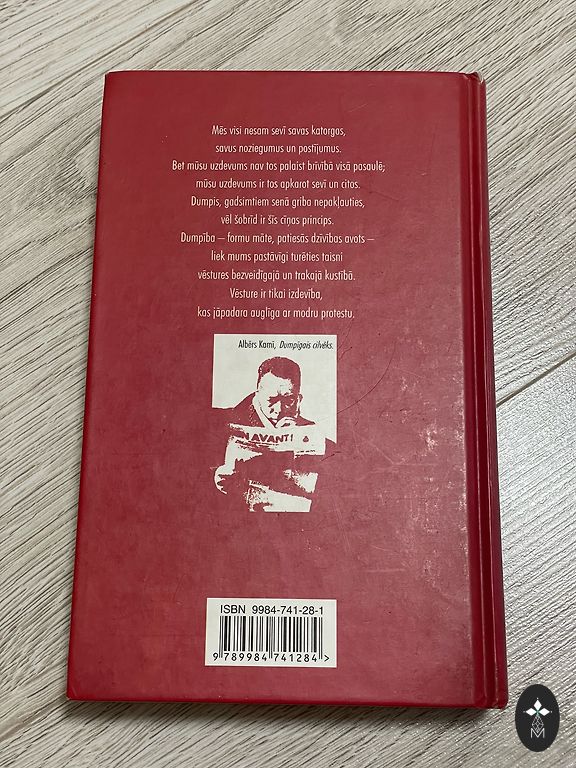 Mēs visi nesam sevī savas katorgas,
savus noziegumus un postījumus.
Bet mūsu uzdevums nav tos palaist brīvībā visā pasaulē;
mūsu uzdevums ir tos apkarot sevī un citos.
Dumpis, gadsimtiem senā griba nepakļauties,
vēl šobrīd ir šīs cīņas princips.
Dumpība – formu māte, patiesās dzīvības avots –
liek mums pastāvīgi turēties taisni
vēstures bezveidīgajā un trakajā kustībā.
Vēsture ir tikai izdevība,
kas jāpadara auglīga ar modru protestu.
Albērs Kamī, Dumpīgais cilvēks.
N AVANT!
ISBN 9984-741-28-1
9 789984 741284 >
M